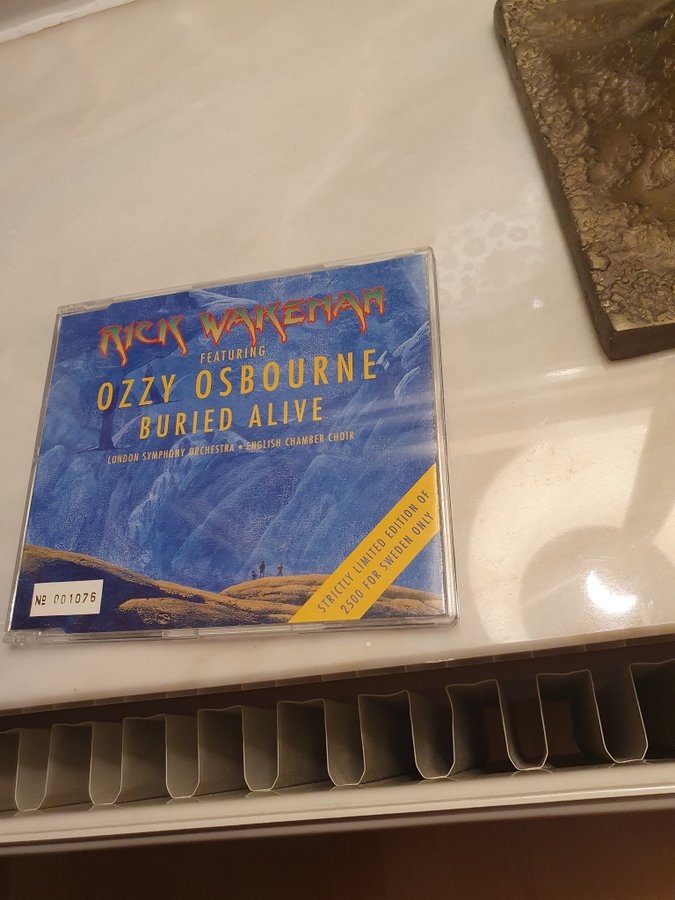 RICK WAKEMAN
FEATURING
OZZY OSBOURNE
BURIED ALIVE
LONDON SYMPHONY ORCHESTRA • ENGLISH CHAMBER CHOIR
STRICTLY LIMITED EDITION OF
2500 FOR SWEDEN ONLY
Nº 001076